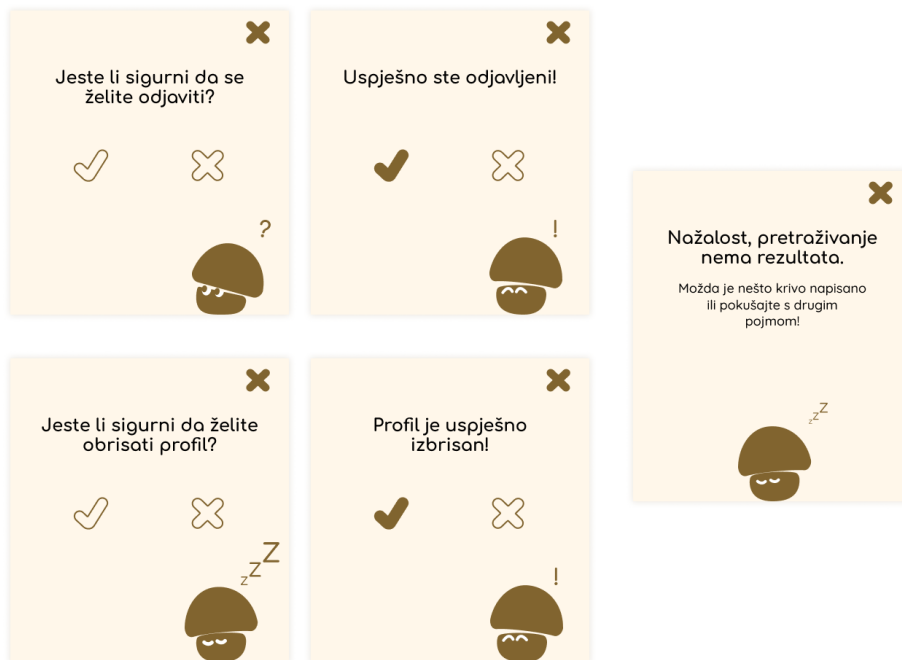 Jeste li sigurni da se
želite odjaviti?
?
Uspješno ste odjavljeni!
!
Nažalost, pretraživanje
nema rezultata.
Možda je nešto krivo napisano
ili pokušajte s drugim
pojmom!
zzZ
Jeste li sigurni da želite
obrisati profil?
zzZ
Profil je uspješno
izbrisan!
!